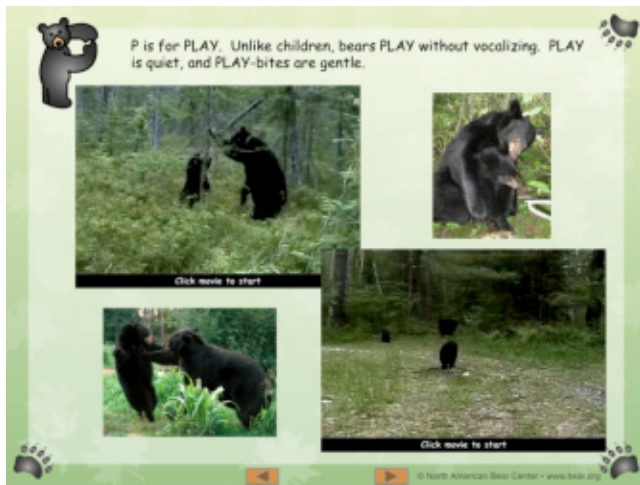 P is for PLAY. Unlike children, bears PLAY without vocalizing. PLAY
is quiet, and PLAY-bites are gentle.
Click movie to start
Click movie to start
© North American Bear Center • www.bear.org